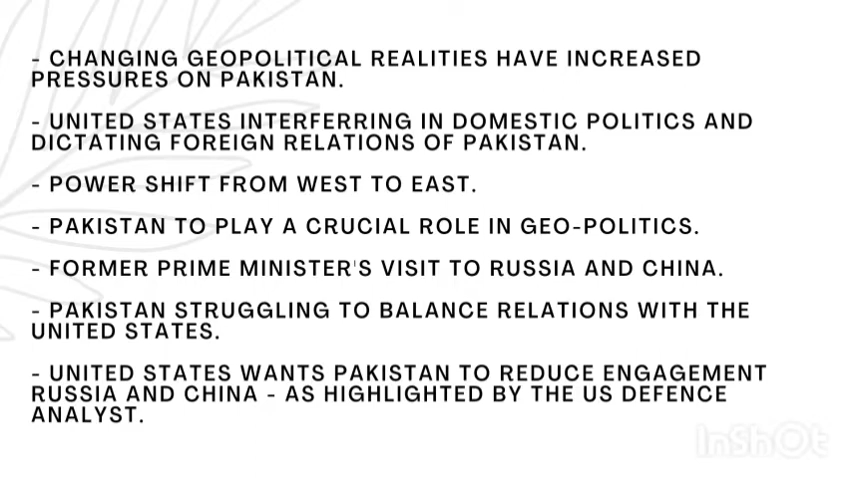 - CHANGING GEOPOLITICAL REALITIES HAVE INCREASED
PRESSURES ON PAKISTAN.
- UNITED STATES INTERFERRING IN DOMESTIC POLITICS AND
DICTATING FOREIGN RELATIONS OF PAKISTAN.
- POWER SHIFT FROM WEST TO EAST.
- PAKISTAN TO PLAY A CRUCIAL ROLE IN GEO-POLITICS.
- FORMER PRIME MINISTER'S VISIT TO RUSSIA AND CHINA.
- PAKISTAN STRUGGLING TO BALANCE RELATIONS WITH THE
UNITED STATES.
- UNITED STATES WANTS PAKISTAN TO REDUCE ENGAGEMENT
RUSSIA AND CHINA - AS HIGHLIGHTED BY THE US DEFENCE
ANALYST.
InShOt